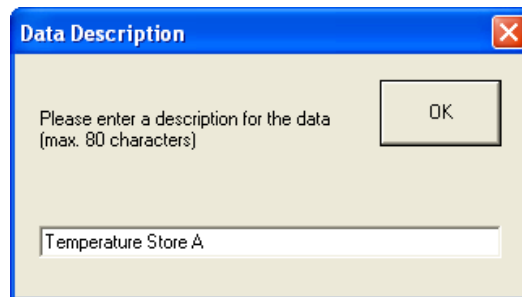 Data Description
Please enter a description for the data
(max. 80 characters)
OK
Temperature Store A